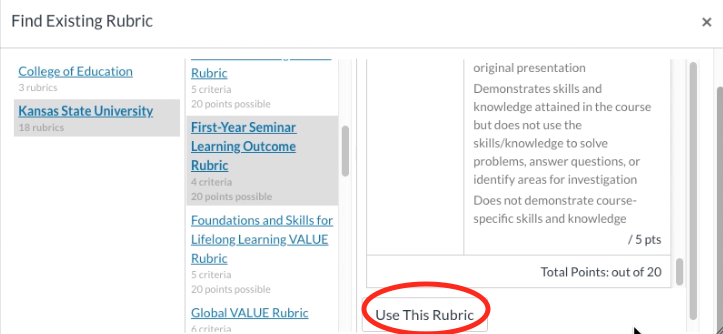 Find Existing Rubric
×
College of Education
3 rubrics
Kansas State University
18 rubrics
Rubric
5 criteria
20 points possible
First-Year Seminar
Learning Outcome
Rubric
4 criteria
20 points possible
Foundations and Skills for
Lifelong Learning VALUE
Rubric
5 criteria
20 points possible
Global VALUE Rubric
6 criteria
original presentation
Demonstrates skills and
knowledge attained in the course
but does not use the
skills/knowledge to solve
problems, answer questions, or
identify areas for investigation
Does not demonstrate course-
specific skills and knowledge
/ 5 pts
Total Points: out of 20
Use This Rubric